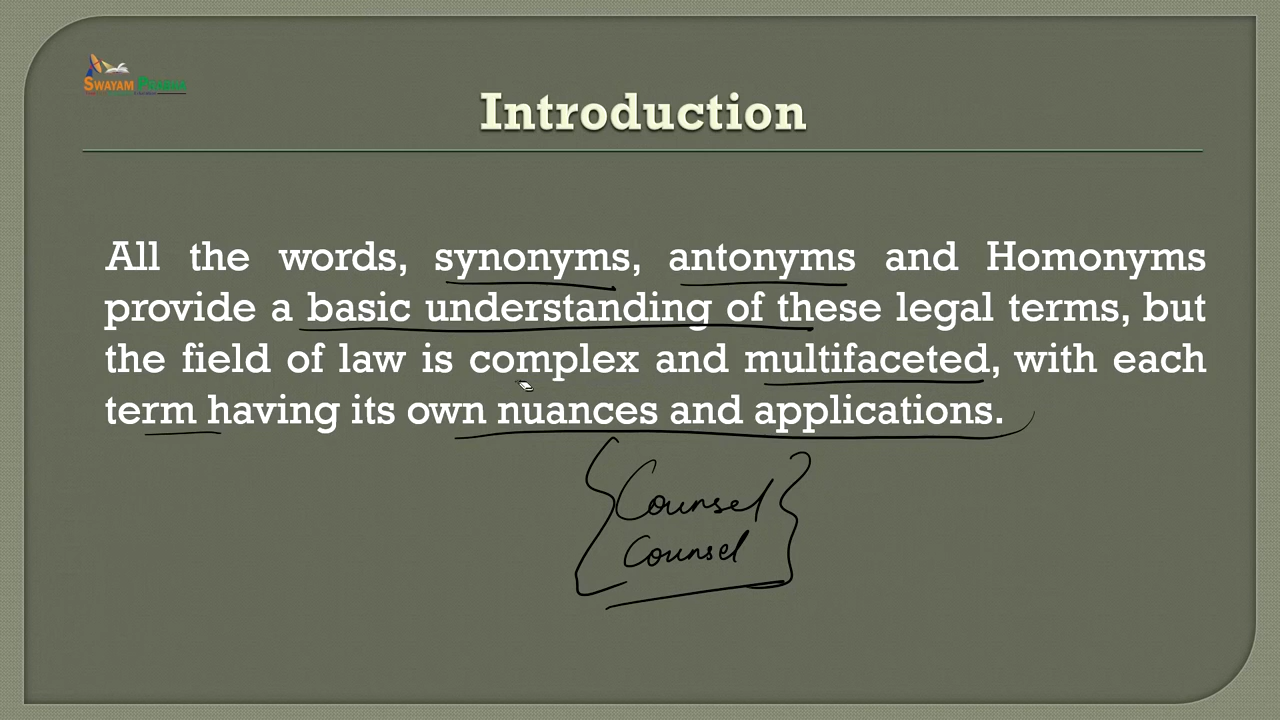 SWAYAM PRABHA
Introduction
All the words, synonyms, antonyms and Homonyms
provide a basic understanding of these legal terms, but
the field of law is complex and multifaceted, with each
term having its own nuances and applications.
Counsel
Counsel